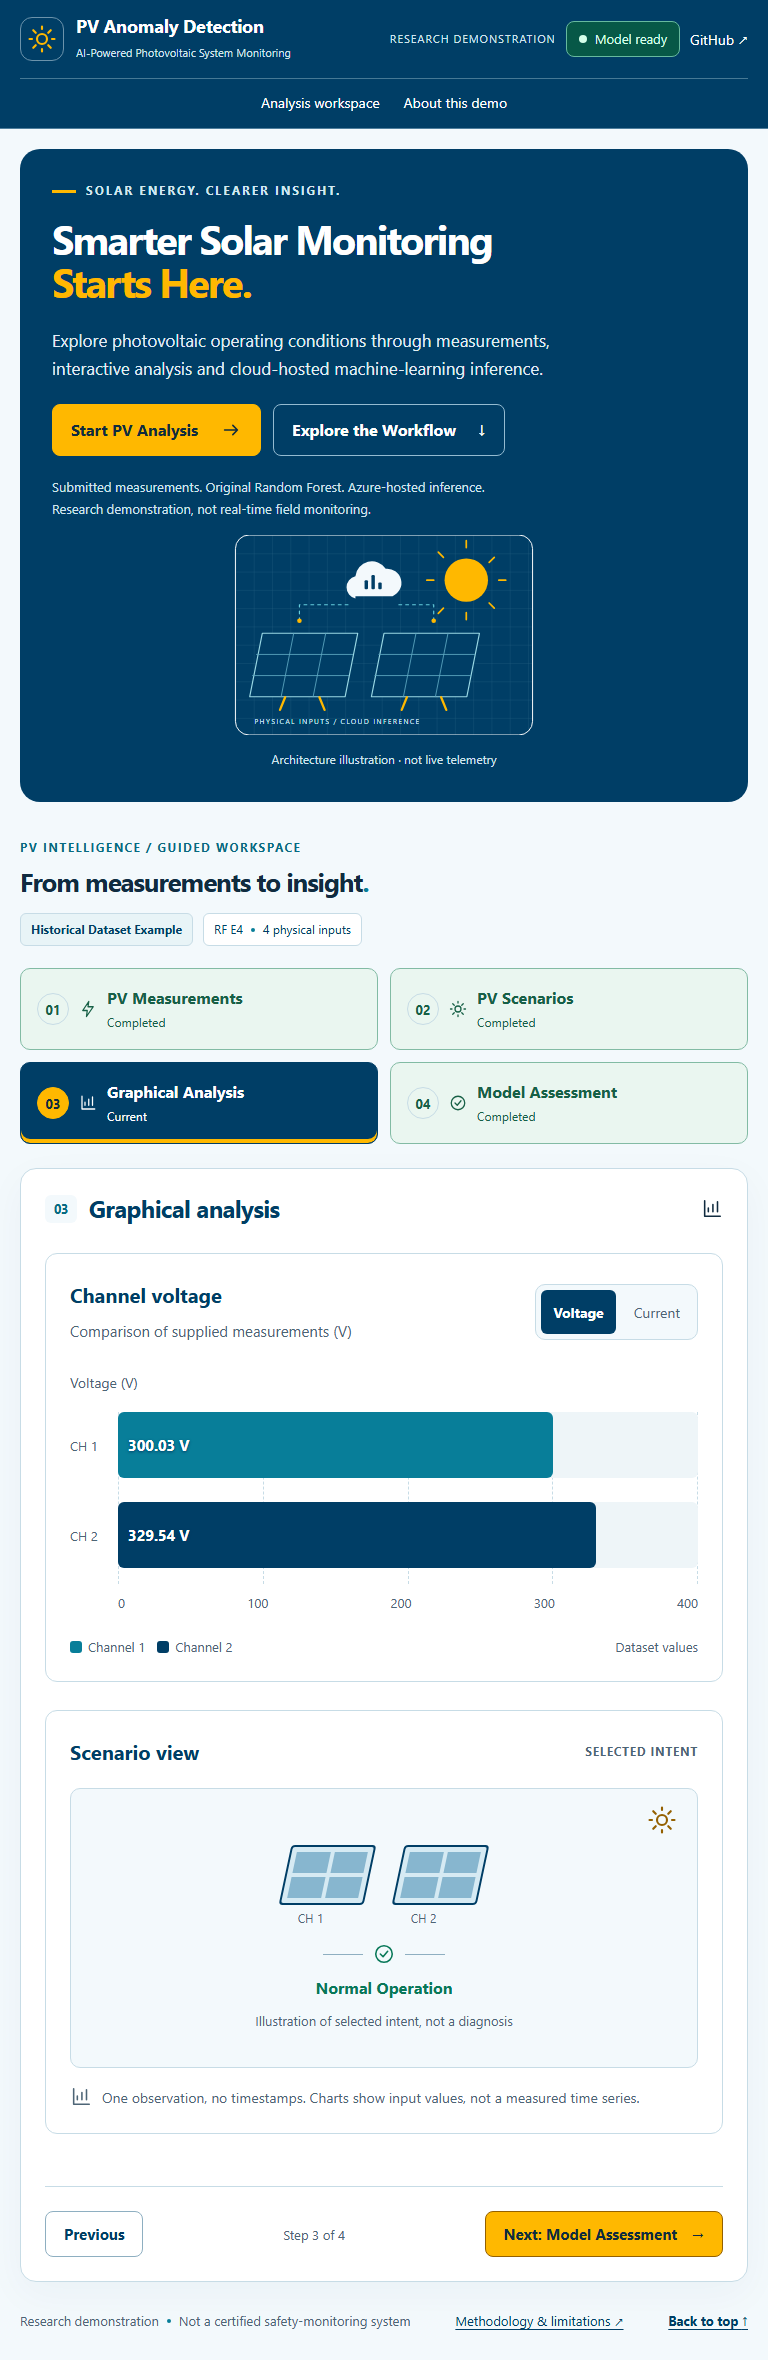 PV Anomaly Detection
AI-Powered Photovoltaic System Monitoring
RESEARCH DEMONSTRATION
Model ready
GitHub ↗
Analysis workspace
About this demo
SOLAR ENERGY. CLEARER INSIGHT.
Smarter Solar Monitoring
Starts Here.
Explore photovoltaic operating conditions through measurements,
interactive analysis and cloud-hosted machine-learning inference.
Start PV Analysis →
Explore the Workflow ↓
Submitted measurements. Original Random Forest. Azure-hosted inference.
Research demonstration, not real-time field monitoring.
PHYSICAL INPUTS / CLOUD INFERENCE
Architecture illustration · not live telemetry
PV INTELLIGENCE / GUIDED WORKSPACE
From measurements to insight.
Historical Dataset Example
RF E4 • 4 physical inputs
01
PV Measurements
Completed
02
PV Scenarios
Completed
03
Graphical Analysis
Current
04
Model Assessment
Completed
03
Graphical analysis
Channel voltage
Comparison of supplied measurements (V)
Voltage
Current
Voltage (V)
CH 1
300.03 V
CH 2
329.54 V
0 100 200 300 400
Channel 1
Channel 2
Dataset values
Scenario view
SELECTED INTENT
CH 1
CH 2
Normal Operation
Illustration of selected intent, not a diagnosis
One observation, no timestamps. Charts show input values, not a measured time series.
Previous
Step 3 of 4
Next: Model Assessment →
Research demonstration • Not a certified safety-monitoring system
Methodology & limitations ↗
Back to top ↑